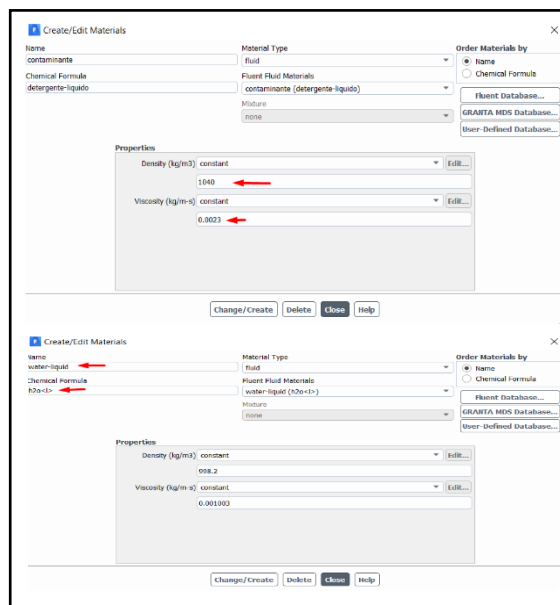 Create/Edit Materials
Name
Material Type
Order Materials by
contaminante
fluid
Name
Chemical Formula
Chemical Formula
Fluent Fluid Materials
detergente-liquido
contaminante (detergente-liquido)
Fluent Database...
Mixture
GRANTA MDS Database...
none
User-Defined Database...
Properties
Density (kg/m3) constant Edit...
1040
Viscosity (kg/m-s) constant Edit...
0.0023
Change/Create Delete Close Help
Create/Edit Materials
Name
Material Type
Order Materials by
water-liquid
fluid
Name
Chemical Formula
Chemical Formula
Fluent Fluid Materials
h2o<l>
water-liquid (h2o<l>)
Fluent Database...
Mixture
GRANTA MDS Database...
none
User-Defined Database...
Properties
Density (kg/m3) constant Edit...
998.2
Viscosity (kg/m-s) constant Edit...
0.001003
Change/Create Delete Close Help